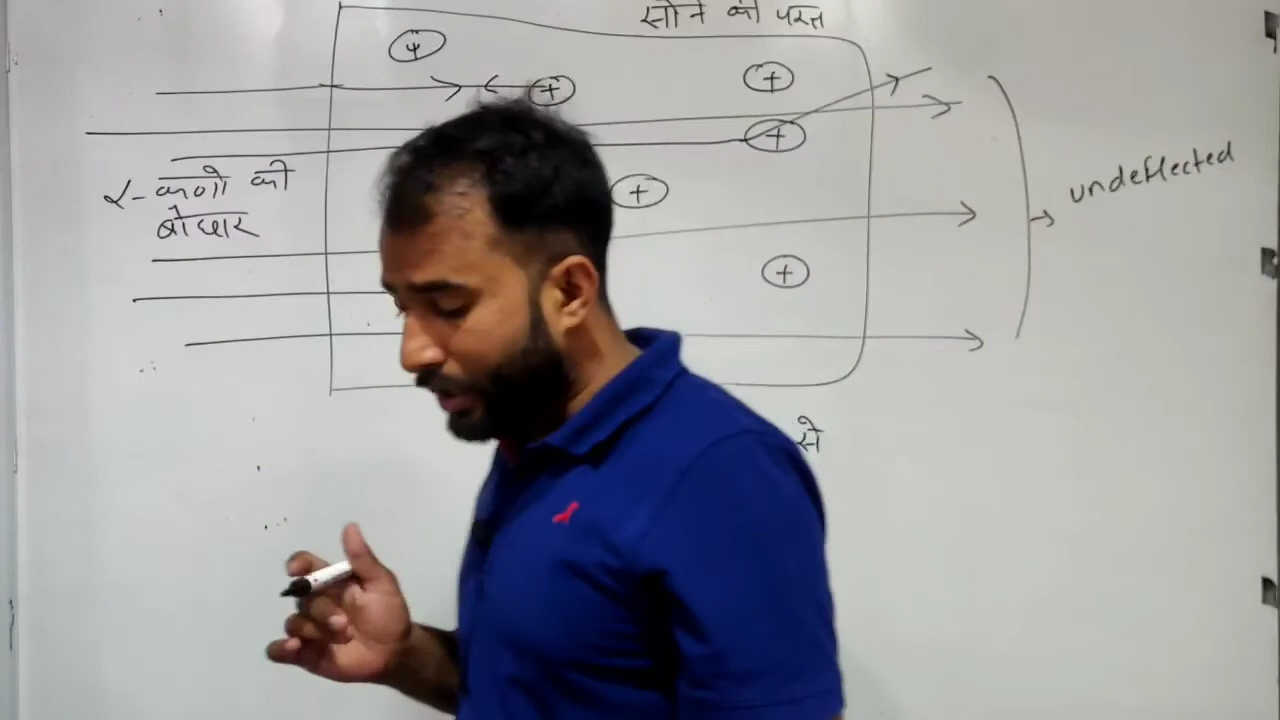 सोने की परत
+
+
+
+
+
+
α-कणों की
बौछार
undeflected
से